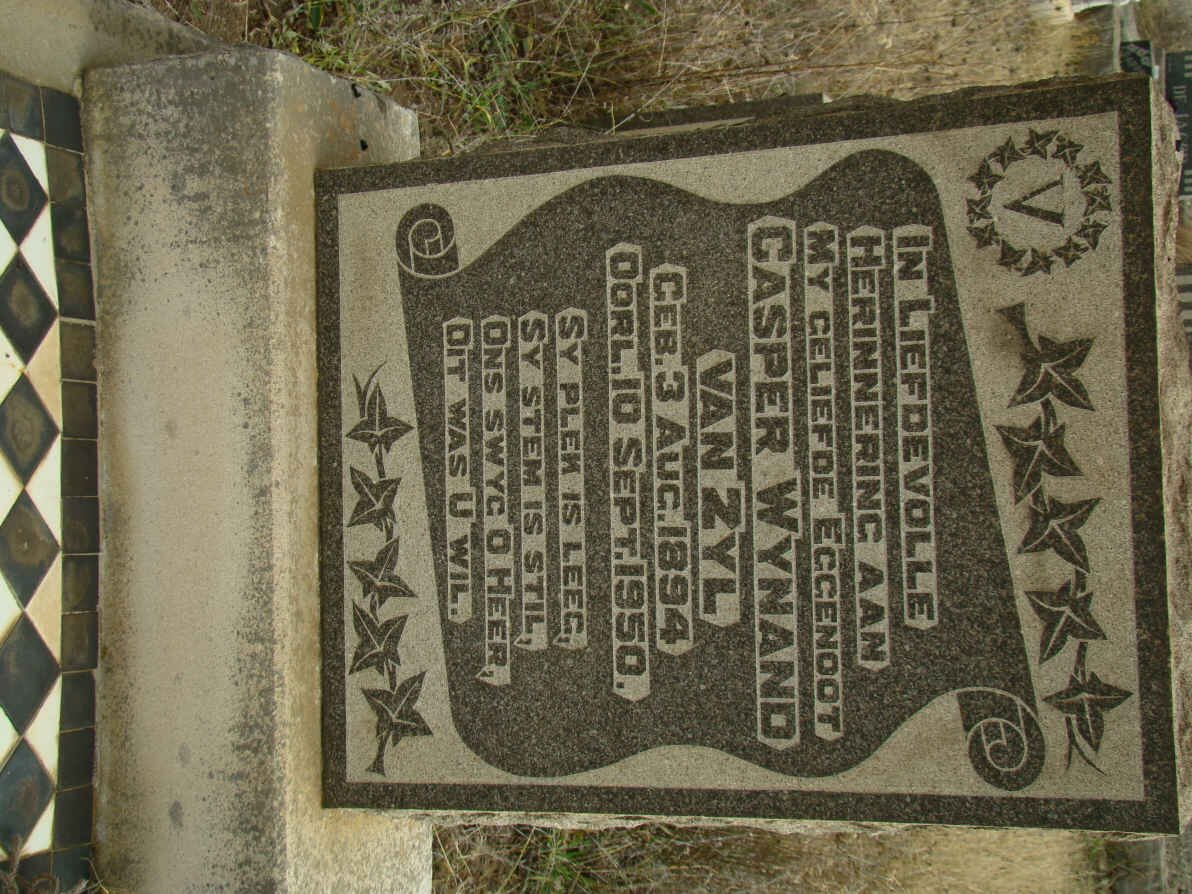 V
IN LIEFDEVOLLE
HERINNERING AAN
MY GELIEFDE EGGENOOT
CASPER WYNAND
VAN ZYL
GEB. 3 AUG. 1894
OORL. 10 SEPT. 1950.
SY PLEK IS LEEG,
SY STEM IS STIL,
ONS SWYG O HEER,
DIT WAS U WIL.